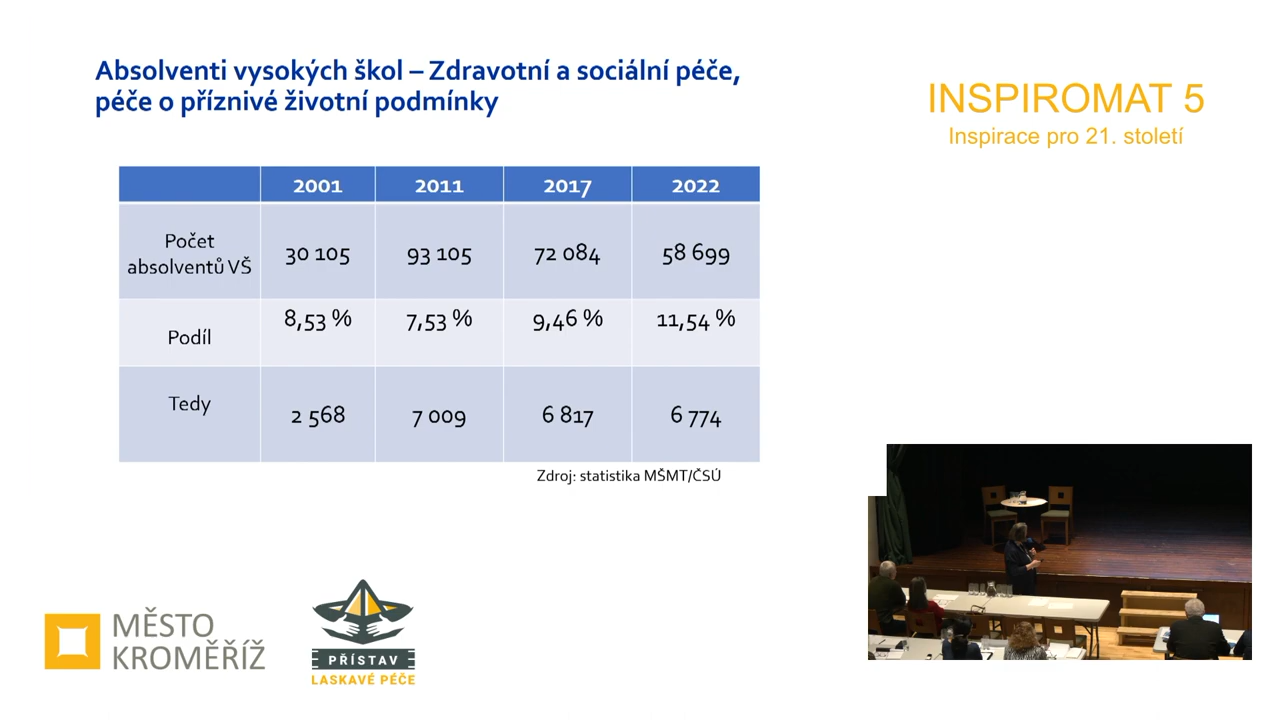 Absolventi vysokých škol – Zdravotní a sociální péče,
péče o příznivé životní podmínky
INSPIROMAT 5
Inspirace pro 21. století
2001 2011 2017 2022
Počet
absolventů VŠ 30 105 93 105 72 084 58 699
Podíl 8,53 % 7,53 % 9,46 % 11,54 %
Tedy 2 568 7 009 6 817 6 774
Zdroj: statistika MŠMT/ČSÚ
MĚSTO
KROMĚŘÍŽ
PŘÍSTAV
LASKAVÉ PÉČE